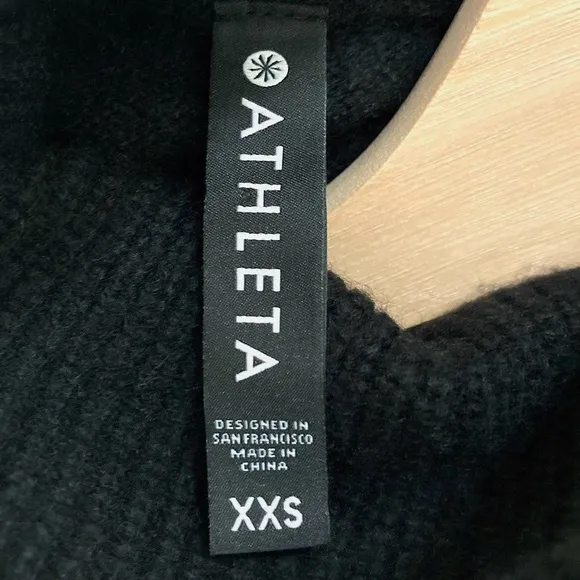 ATHLETA
DESIGNED IN
SAN FRANCISCO
MADE IN
CHINA
XXS